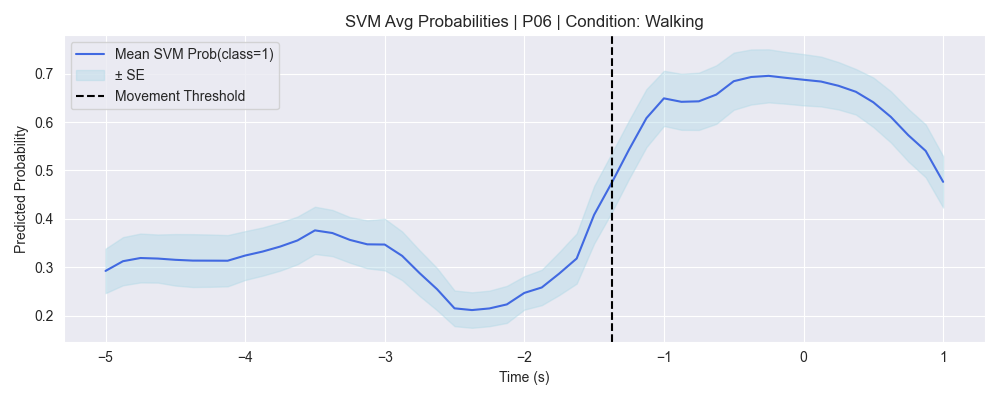 SVM Avg Probabilities | P06 | Condition: Walking
Mean SVM Prob(class=1)
± SE
Movement Threshold
Predicted Probability
0.7
0.6
0.5
0.4
0.3
0.2
−5 −4 −3 −2 −1 0 1
Time (s)